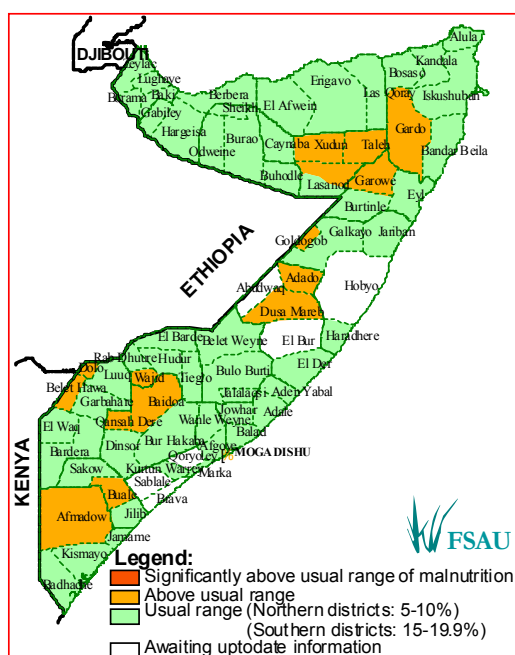 DJIBOUTI
Alula
Kandala
Bosaso
Zeylac
Lughaye
Las Qoray
Iskushuban
Erigavo
Berbera
Baki
Borama
Sheikh
El Afwein
Gabiley
Gardo
Hargeisa
Burao
Caynaba
Xudun
Taleh
Bandar Beila
Odweine
Buhodle
Lasanod
Garowe
Eyl
Burtinle
ETHIOPIA
Galkayo
Jariban
Goldogob
Adado
Abudwaq
Hobyo
Dusa Mareb
El Barde
Belet Weyne
El Bur
Haradhere
Rab Dhuure
Hudur
El Der
Dolo
Luuq
Wajid
Tieglo
Bulo Burti
Belet Hawa
Garbahare
Baidoa
Jalalaqsi
Aden Yabal
Jowhar
Adale
El Waq
Qansah Dere
Wanle Weyne
Balad
Bardera
Dinsor
Bur Hakaba
Afgoye
MOGADISHU
Qoryoley
Sakow
Kurtun Warrey
Marka
Sablale
KENYA
Buale
Brava
Afmadow
Jilib
Jamame
Kismayo
Badhadhe
FSAU
Legend:
Significantly above usual range of malnutrition
Above usual range
Usual range (Northern districts: 5-10%)
(Southern districts: 15-19.9%)
Awaiting uptodate information